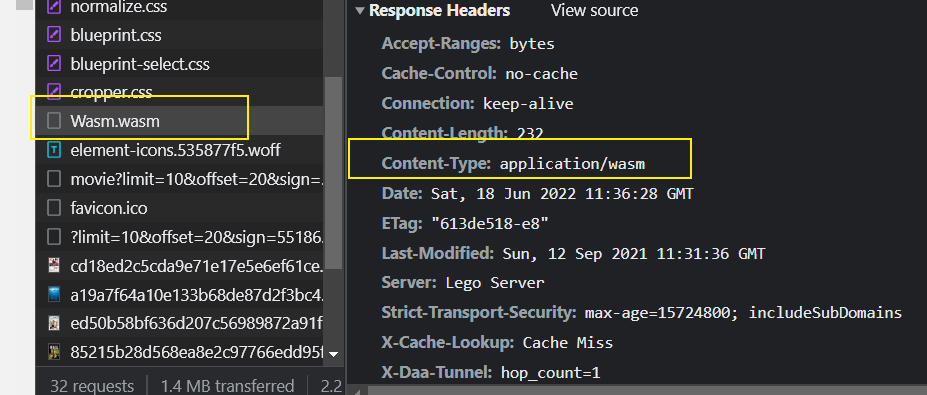 normalize.css
blueprint.css
blueprint-select.css
cropper.css
Wasm.wasm
element-icons.535877f5.woff
movie?limit=10&offset=20&sign=.
favicon.ico
?limit=10&offset=20&sign=55186.
cd18ed2c5cda9e71e17e5e6ef61ce.
a19a7f64a10e133b68de87d2f3bc4.
ed50b58bf636d207c56989872a91f
85215b28d568ea8e2c97766edd95f
32 requests 1.4 MB transferred 2.2
Response Headers View source
Accept-Ranges: bytes
Cache-Control: no-cache
Connection: keep-alive
Content-Length: 232
Content-Type: application/wasm
Date: Sat, 18 Jun 2022 11:36:28 GMT
ETag: "613de518-e8"
Last-Modified: Sun, 12 Sep 2021 11:31:36 GMT
Server: Lego Server
Strict-Transport-Security: max-age=15724800; includeSubDomains
X-Cache-Lookup: Cache Miss
X-Daa-Tunnel: hop_count=1